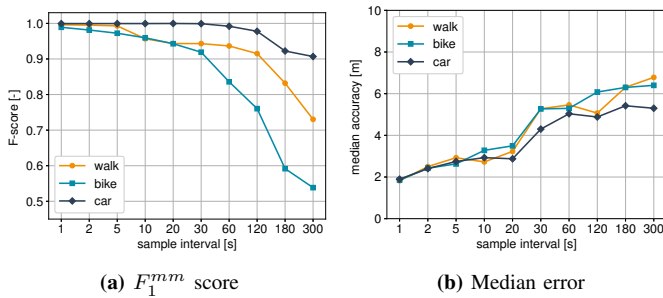 1.0
0.9
0.8
0.7
0.6
0.5
F-score [-]
walk
bike
car
1 2 5 10 20 30 60 120 180 300
sample interval [s]
(a) F₁ᵐᵐ score
10
8
6
4
2
0
median accuracy [m]
walk
bike
car
1 2 5 10 20 30 60 120 180 300
sample interval [s]
(b) Median error